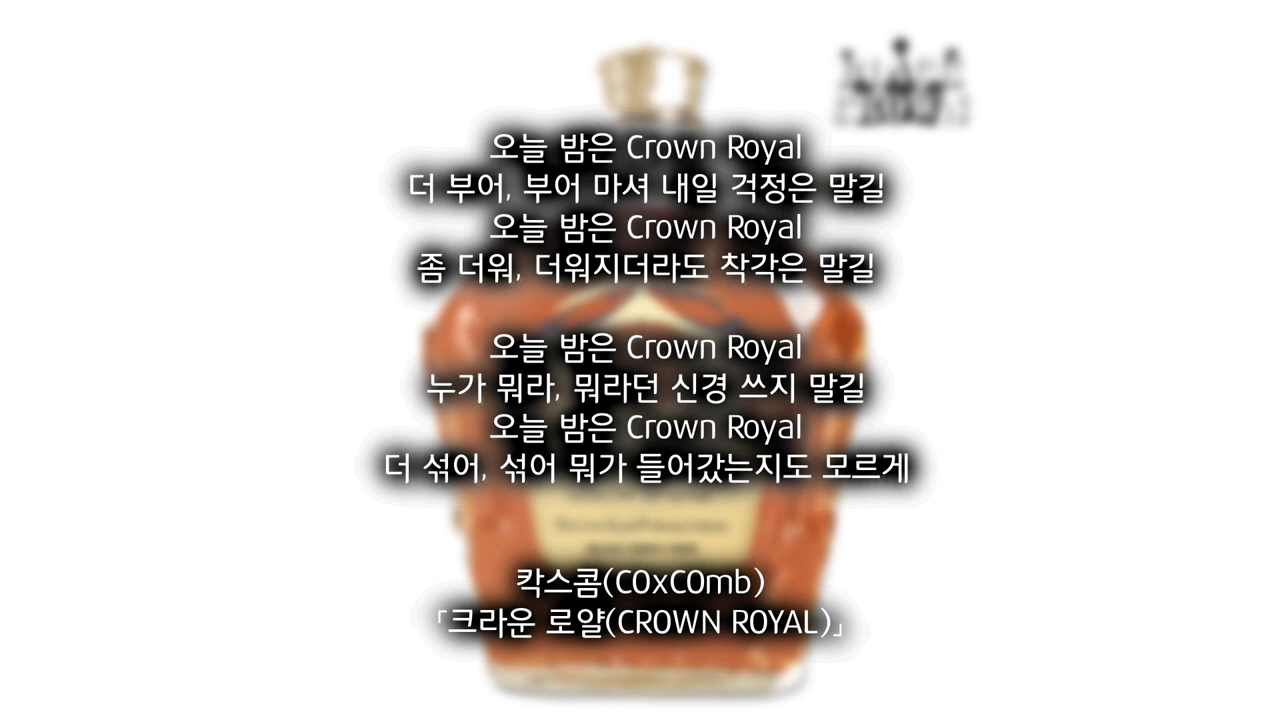 오늘 밤은 Crown Royal
더 부어, 부어 마셔 내일 걱정은 말길
오늘 밤은 Crown Royal
좀 더워, 더워지더라도 착각은 말길
오늘 밤은 Crown Royal
누가 뭐라, 뭐라던 신경 쓰지 말길
오늘 밤은 Crown Royal
더 섞어, 섞어 뭐가 들어갔는지도 모르게
칵스콤(COxCOmb)
「크라운 로얄(CROWN ROYAL)」